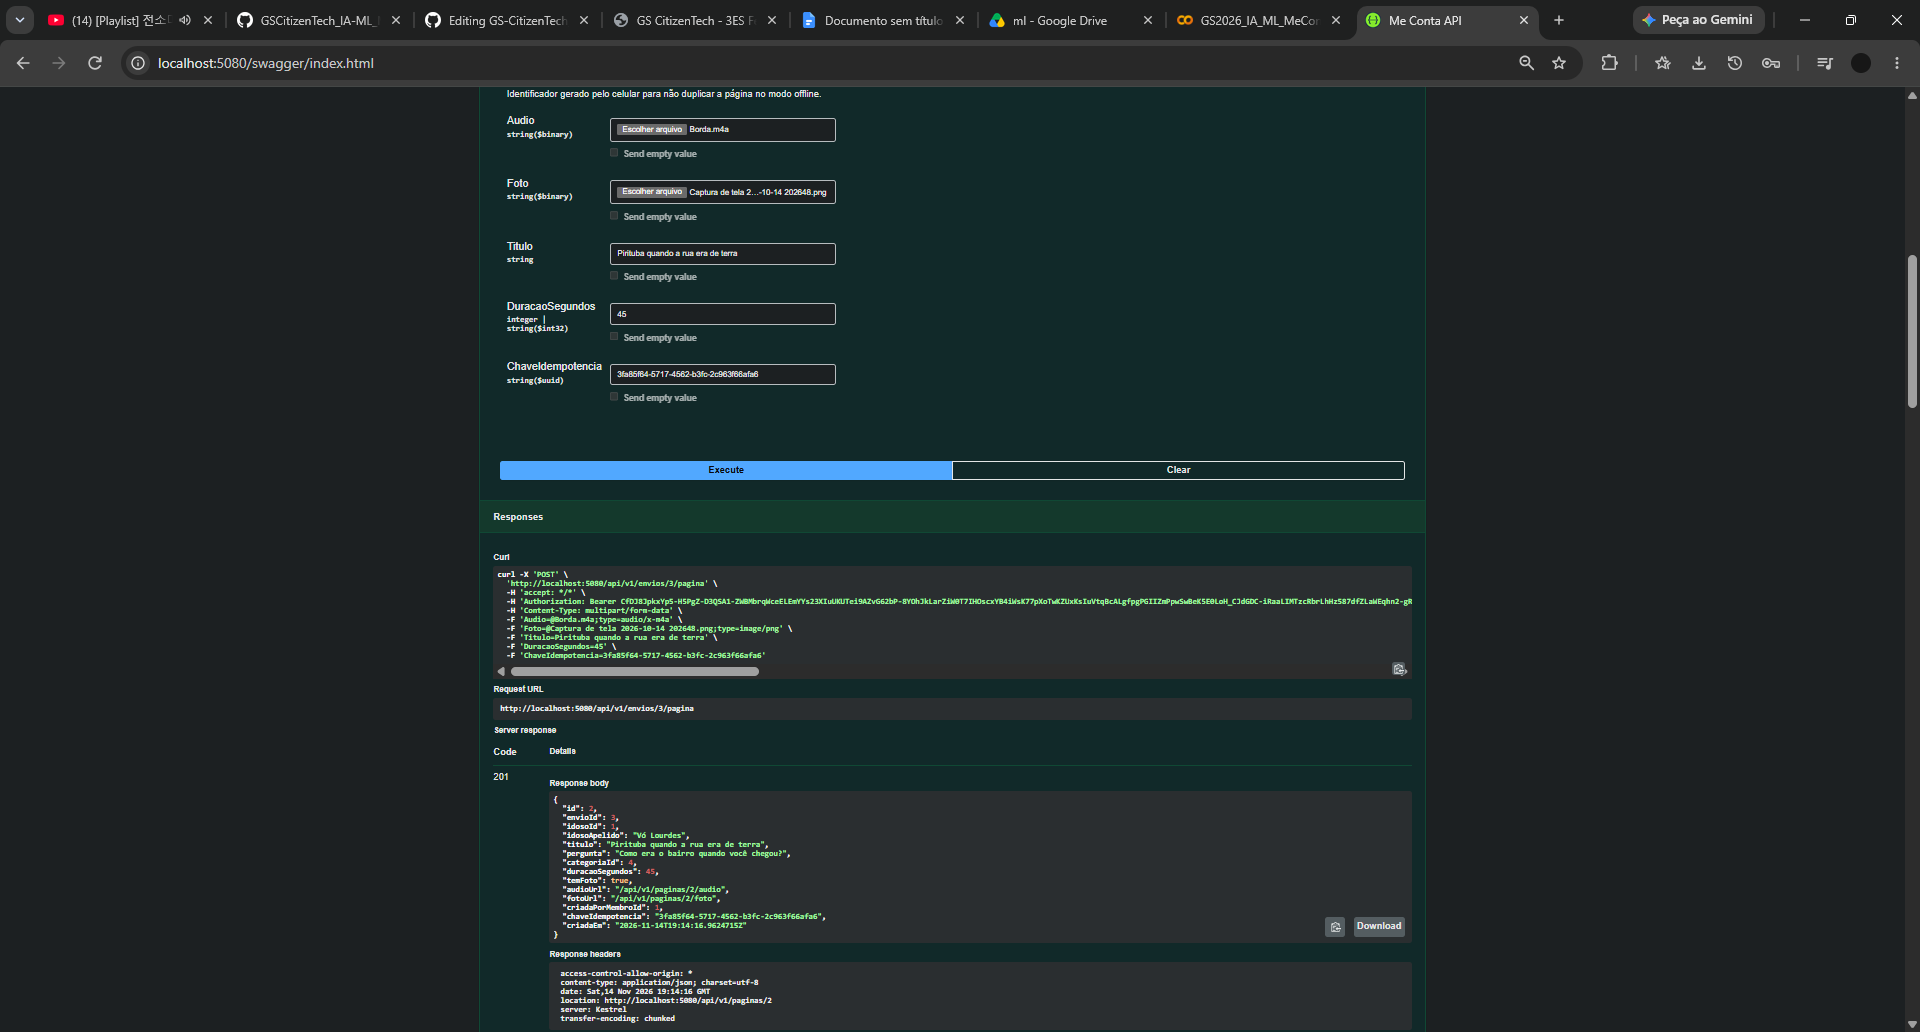 (14) [Playlist] 전소
GSCitizenTech_IA-ML_
Editing GS-CitizenTech
GS CitizenTech - 3ES F
Documento sem título
ml - Google Drive
GS2026_IA_ML_MeCon
Me Conta API
Peça ao Gemini
localhost:5080/swagger/index.html
Identificador gerado pelo celular para não duplicar a página no modo offline.
Audio
string($binary)
Escolher arquivo Borda.m4a
Send empty value
Foto
string($binary)
Escolher arquivo Captura de tela 2...-10-14 202648.png
Send empty value
Titulo
string
Pirituba quando a rua era de terra
Send empty value
DuracaoSegundos
integer |
string($int32)
45
Send empty value
ChaveIdempotencia
string($uuid)
3fa85f64-5717-4562-b3fc-2c963f66afa6
Send empty value
Execute
Clear
Responses
Curl
curl -X 'POST' \
'http://localhost:5080/api/v1/envios/3/pagina' \
-H 'accept: */*' \
-H 'Authorization: Bearer
-H 'Content-Type: multipart/form-data' \
-F 'Audio=@Borda.m4a;type=audio/x-m4a' \
-F 'Foto=@Captura de tela 2026-10-14 202648.png;type=image/png' \
-F 'Titulo=Pirituba quando a rua era de terra' \
-F 'DuracaoSegundos=45' \
-F 'ChaveIdempotencia=3fa85f64-5717-4562-b3fc-2c963f66afa6'
Request URL
http://localhost:5080/api/v1/envios/3/pagina
Server response
Code Details
201
Response body
{
"id": 2,
"envioId": 3,
"idosoId": 1,
"idosoApelido": "Vó Lourdes",
"titulo": "Pirituba quando a rua era de terra",
"pergunta": "Como era o bairro quando você chegou?",
"categoriaId": 4,
"duracaoSegundos": 45,
"temFoto": true,
"audioUrl": "/api/v1/paginas/2/audio",
"fotoUrl": "/api/v1/paginas/2/foto",
"criadaPorMembroId": 1,
"chaveIdempotencia": "3fa85f64-5717-4562-b3fc-2c963f66afa6",
"criadaEm": "2026-11-14T19:14:16.9624715Z"
}
Download
Response headers
access-control-allow-origin: *
content-type: application/json; charset=utf-8
date: Sat,14 Nov 2026 19:14:16 GMT
location: http://localhost:5080/api/v1/paginas/2
server: Kestrel
transfer-encoding: chunked